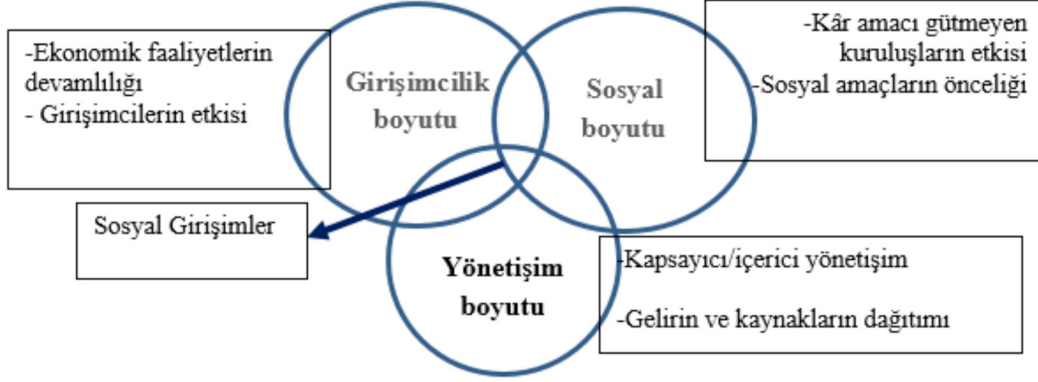 -Ekonomik faaliyetlerin
devamlılığı
- Girişimcilerin etkisi
Girişimcilik
boyutu
Sosyal
boyutu
-Kâr amacı gütmeyen
kuruluşların etkisi
-Sosyal amaçların önceliği
Sosyal Girişimler
Yönetişim
boyutu
-Kapsayıcı/içerici yönetişim
-Gelirin ve kaynakların dağıtımı